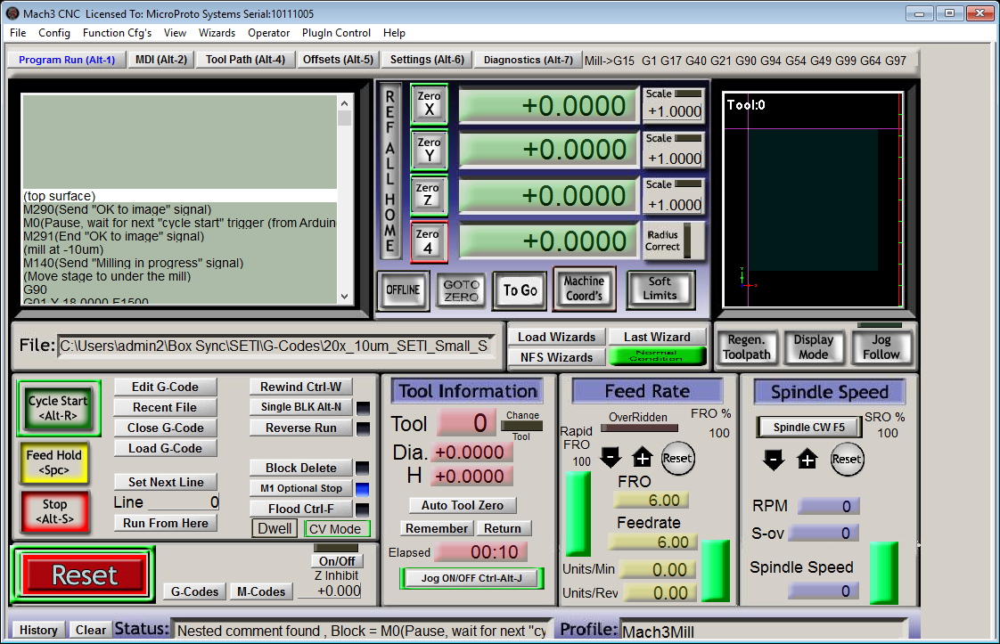 Mach3 CNC Licensed To: MicroProto Systems Serial:10111005
File Config Function Cfg's View Wizards Operator PlugIn Control Help
Program Run (Alt-1) MDI (Alt-2) Tool Path (Alt-4) Offsets (Alt-5) Settings (Alt-6) Diagnostics (Alt-7) Mill->G15 G1 G17 G40 G21 G90 G94 G54 G49 G99 G64 G97
(top surface)
M290(Send "OK to image" signal)
M0(Pause, wait for next "cycle start" trigger (from Arduin
M291(End "OK to image" signal)
(mill at -10um)
M140(Send "Milling in progress" signal)
(Move stage to under the mill)
G90
G01 Y 18.0000 F1500
REF ALL HOME
Zero X +0.0000 Scale +1.0000
Zero Y +0.0000 Scale +1.0000
Zero Z +0.0000 Scale +1.0000
Zero 4 +0.0000 Radius Correct
OFFLINE GOTO ZERO To Go Machine Coord's Soft Limits
Tool:0
File: C:\Users\admin2\Box Sync\SETI\G-Codes\20x_10um_SETI_Small_S
Load Wizards Last Wizard
NFS Wizards Normal Condition
Regen. Toolpath Display Mode Jog Follow
Cycle Start <Alt-R>
Feed Hold <Spc>
Stop <Alt-S>
Edit G-Code
Recent File
Close G-Code
Load G-Code
Set Next Line
Line 0
Run From Here
Rewind Ctrl-W
Single BLK Alt-N
Reverse Run
Block Delete
M1 Optional Stop
Flood Ctrl-F
Dwell CV Mode
Reset
G-Codes M-Codes
On/Off
Z Inhibit
+0.000
Tool Information
Tool 0 Change Tool
Dia. +0.0000
H +0.0000
Auto Tool Zero
Remember Return
Elapsed 00:10
Jog ON/OFF Ctrl-Alt-J
Feed Rate
OverRidden FRO %
100
Rapid FRO
100
Reset
FRO
6.00
Feedrate
6.00
Units/Min 0.00
Units/Rev 0.00
Spindle Speed
Spindle CW F5 SRO %
100
Reset
RPM 0
S-ov 0
Spindle Speed
0
History Clear Status: Nested comment found , Block = M0(Pause, wait for next "cy Profile: Mach3Mill